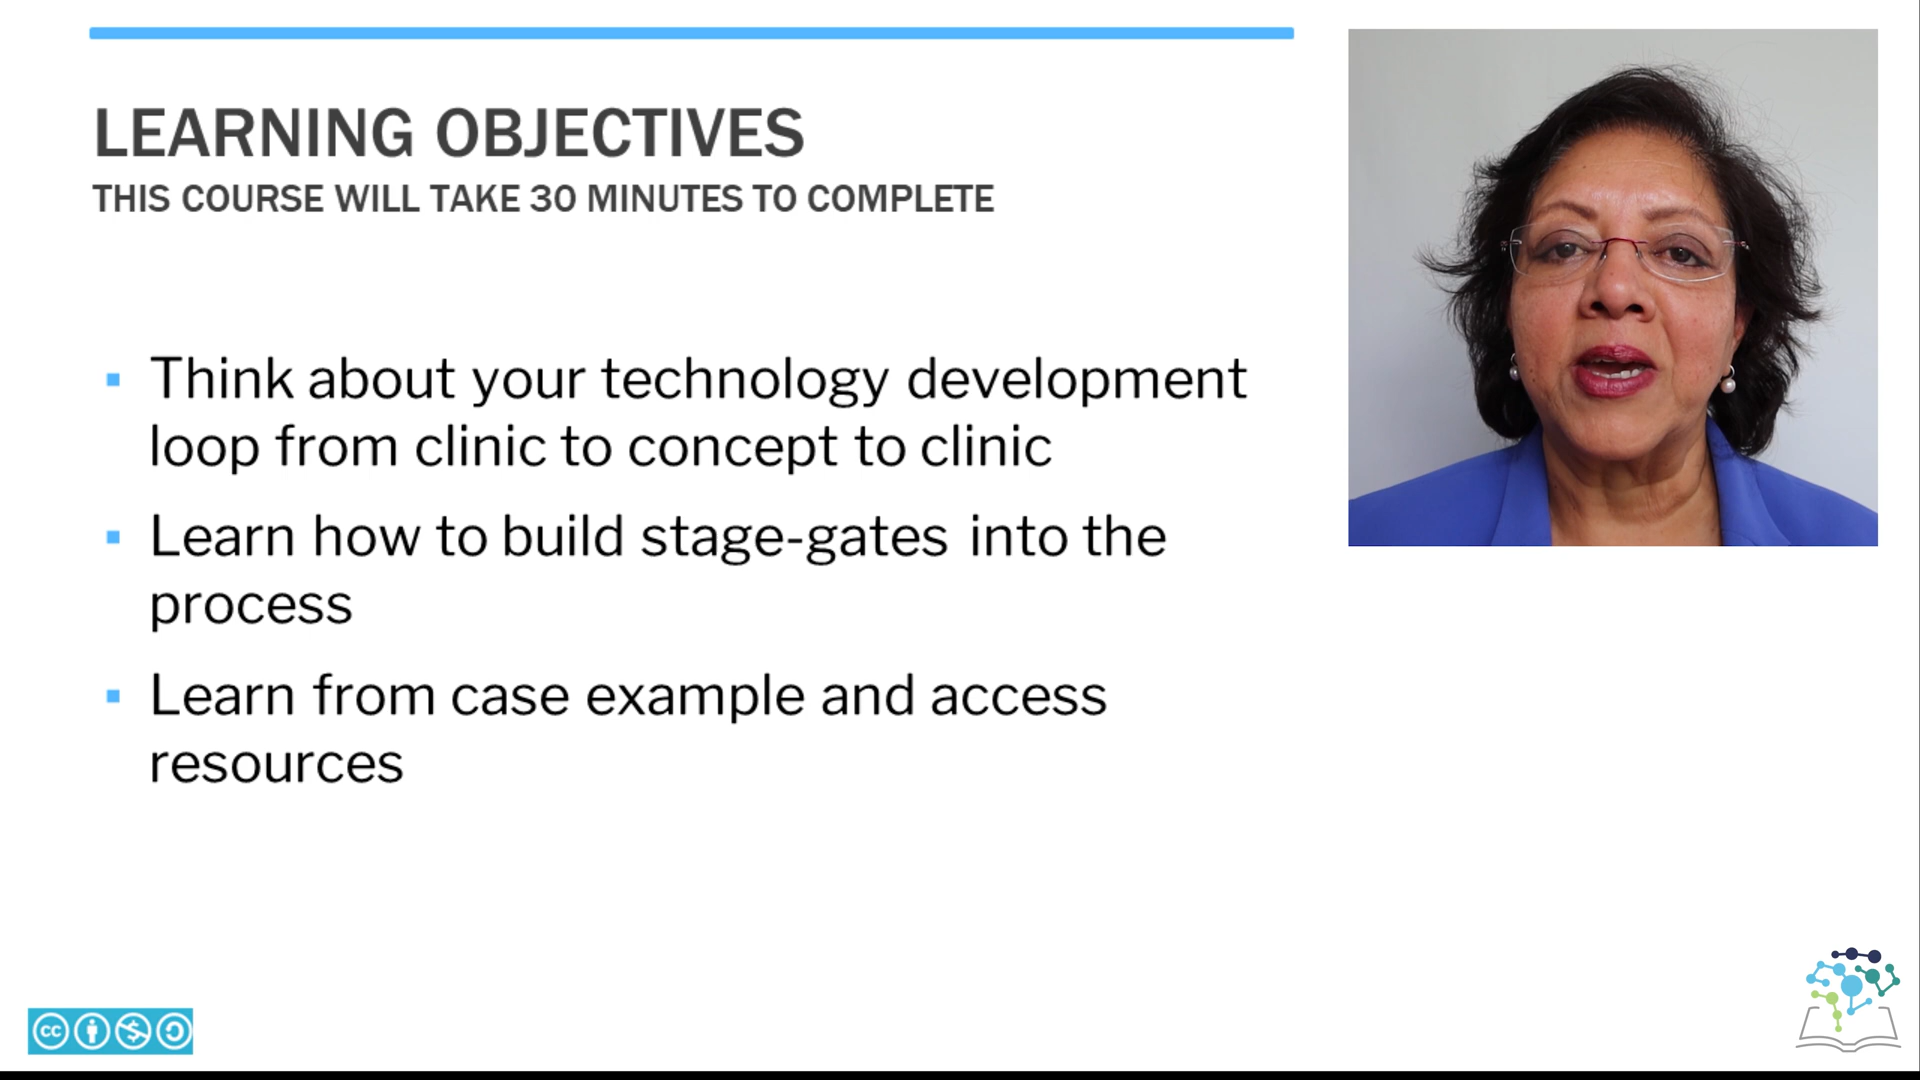 LEARNING OBJECTIVES
THIS COURSE WILL TAKE 30 MINUTES TO COMPLETE
▪ Think about your technology development
loop from clinic to concept to clinic
▪ Learn how to build stage-gates into the
process
▪ Learn from case example and access
resources
cc